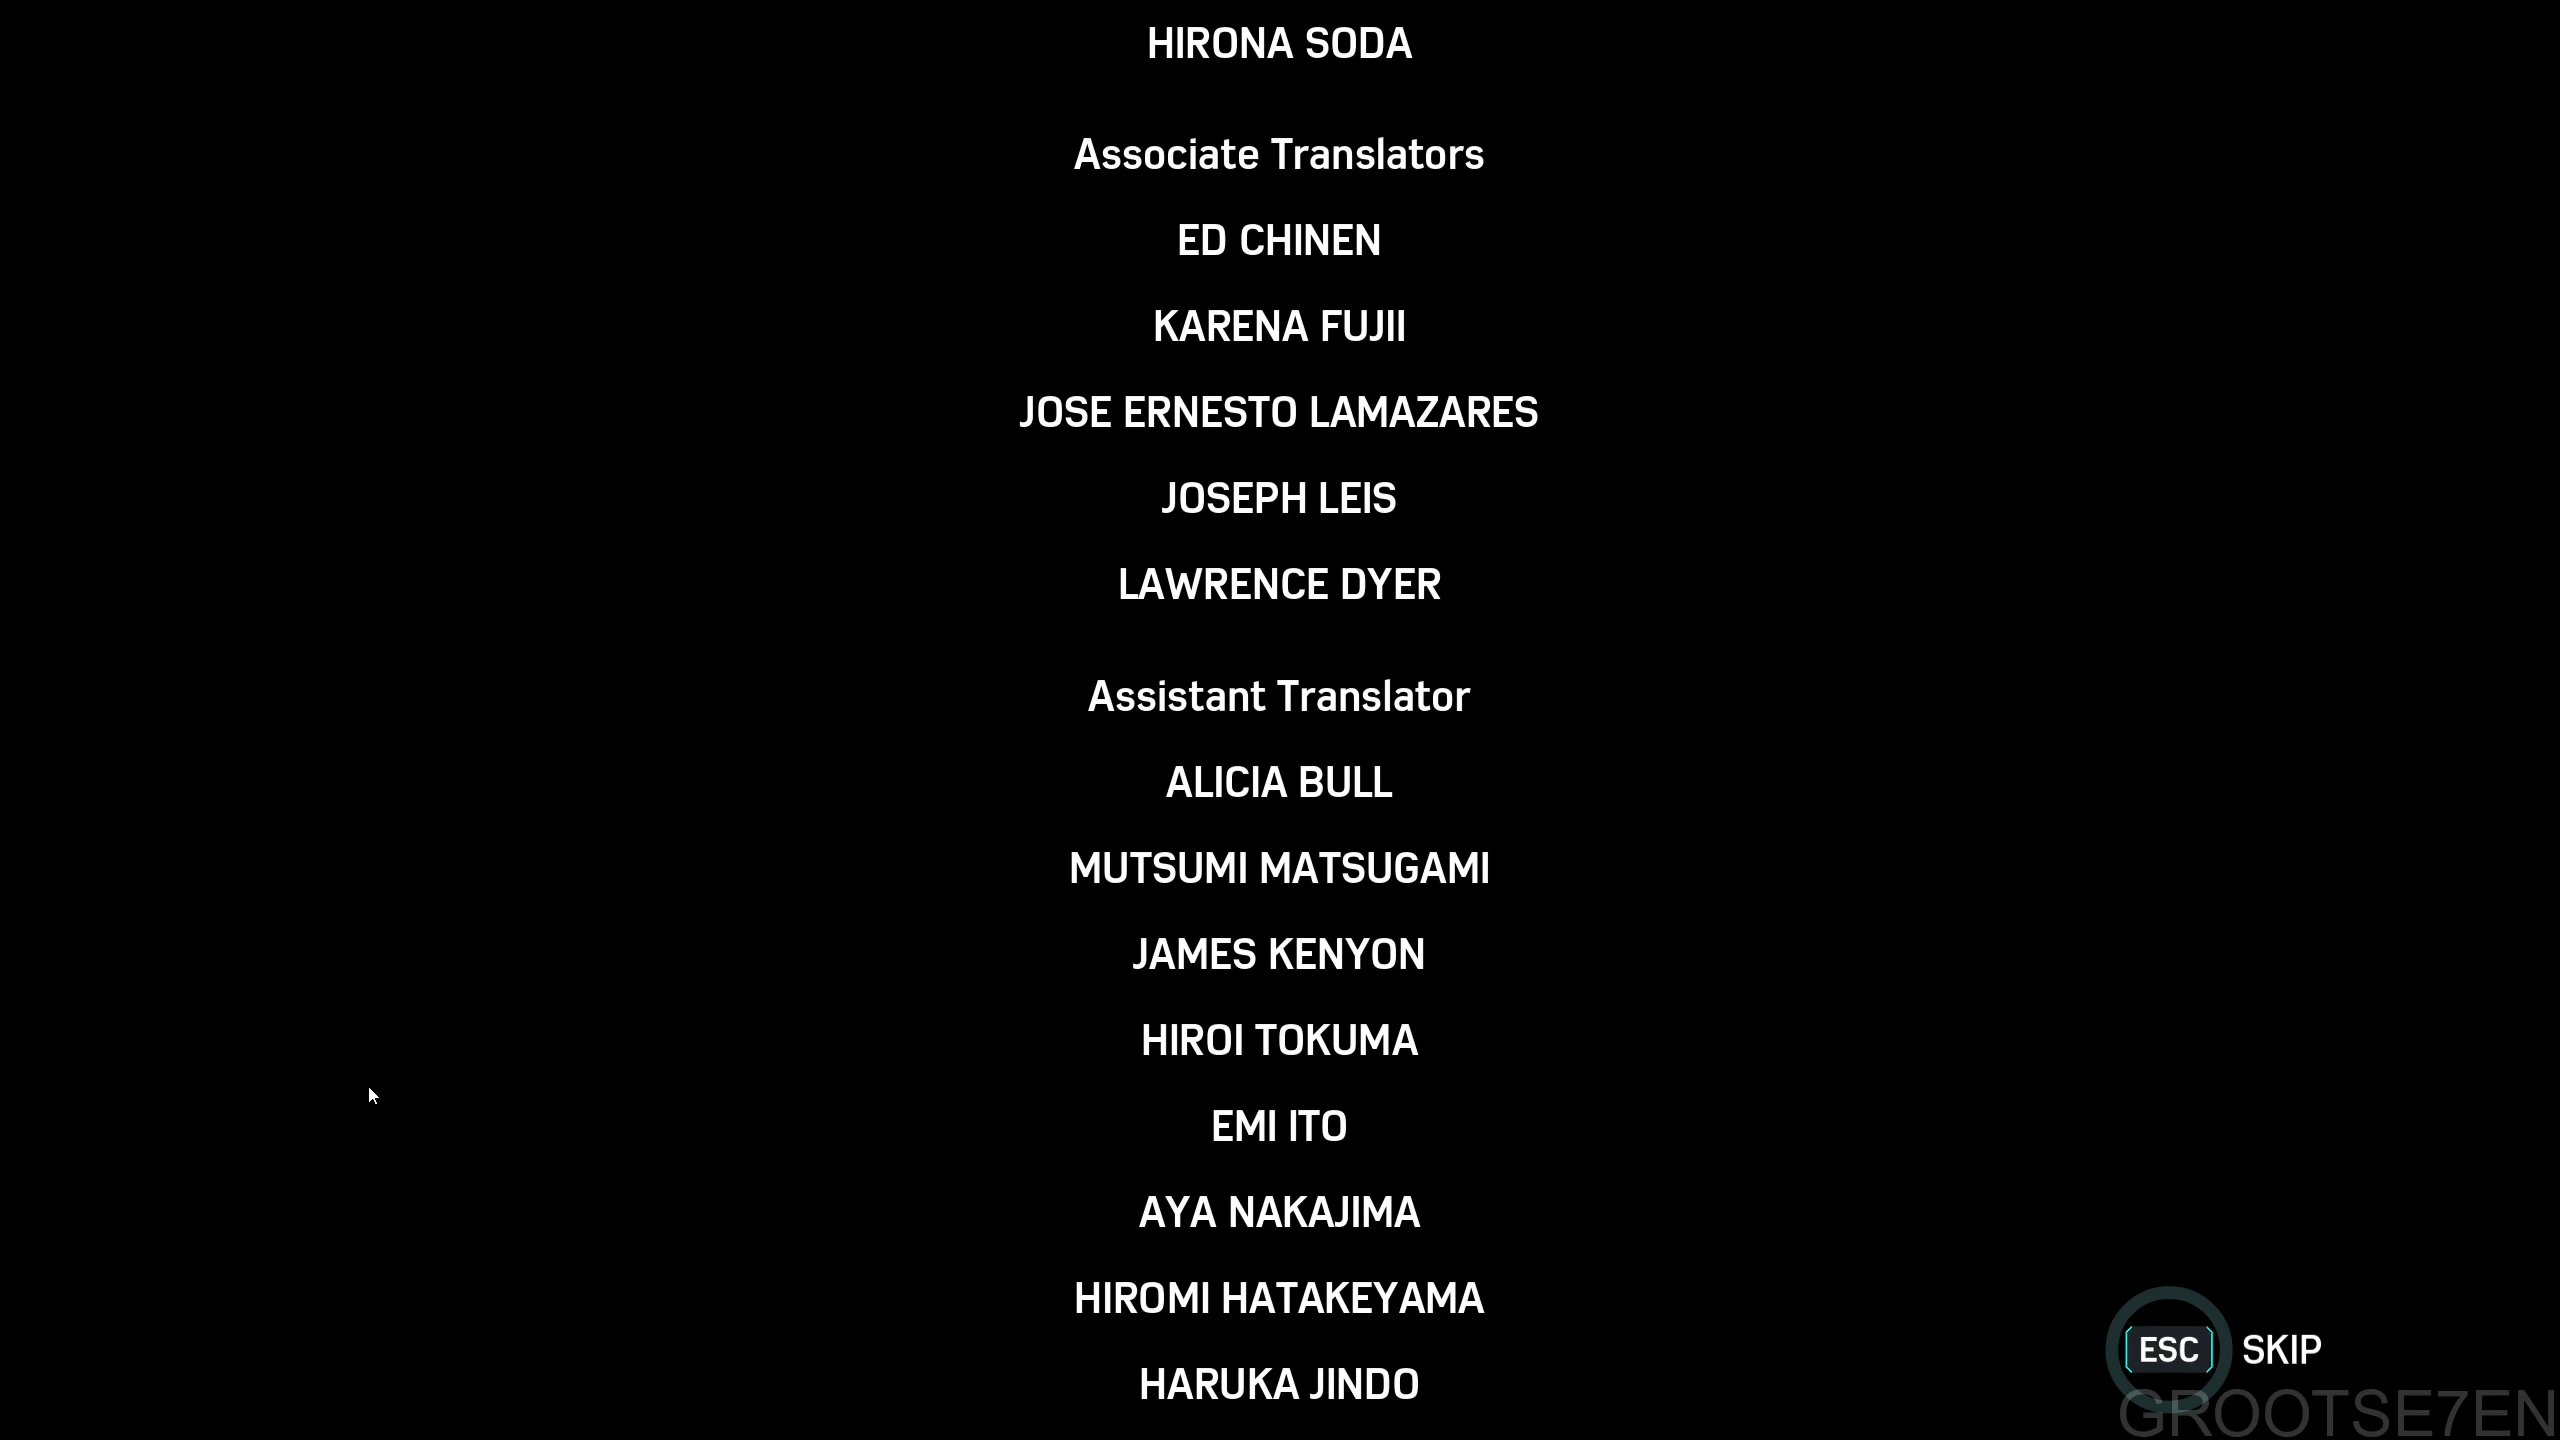 HIRONA SODA
Associate Translators
ED CHINEN
KARENA FUJII
JOSE ERNESTO LAMAZARES
JOSEPH LEIS
LAWRENCE DYER
Assistant Translator
ALICIA BULL
MUTSUMI MATSUGAMI
JAMES KENYON
HIROI TOKUMA
EMI ITO
AYA NAKAJIMA
HIROMI HATAKEYAMA
HARUKA JINDO
ESC SKIP
GROOTSE7EN